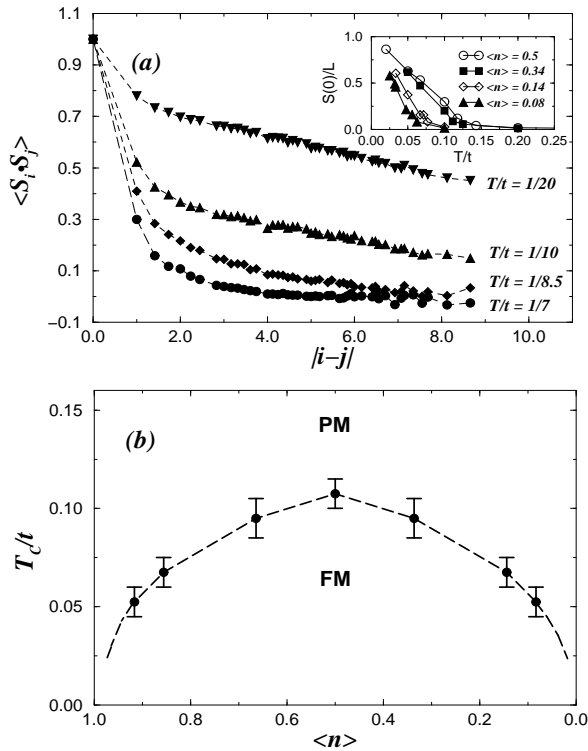 (a)
<S_i•S_j>
1.1
0.9
0.7
0.5
0.3
0.1
−0.1
0.0 2.0 4.0 6.0 8.0 10.0
|i−j|
T/t = 1/20
T/t = 1/10
T/t = 1/8.5
T/t = 1/7
S(0)/L
1.0
0.5
0.0
0.00 0.05 0.10 0.15 0.20 0.25
T/t
<n> = 0.5
<n> = 0.34
<n> = 0.14
<n> = 0.08
(b)
PM
FM
T_C/t
0.15
0.10
0.05
0.00
1.0 0.8 0.6 0.4 0.2 0.0
<n>